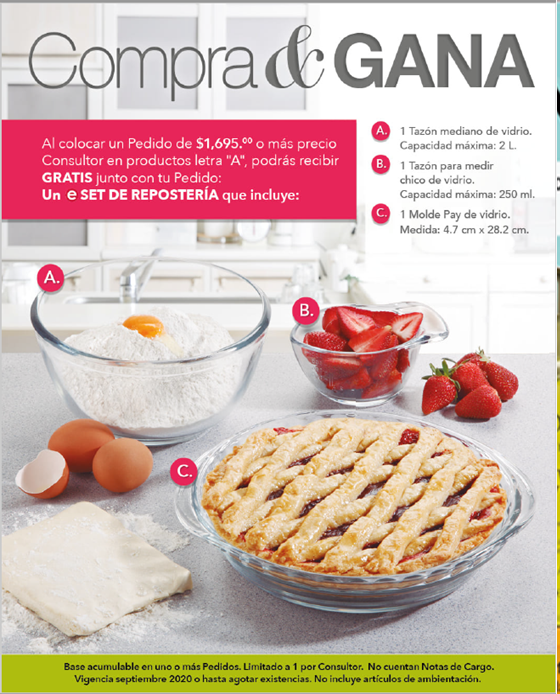 Compra & GANA
Al colocar un Pedido de $1,695.00 o más precio
Consultor en productos letra "A", podrás recibir
GRATIS junto con tu Pedido:
Un e SET DE REPOSTERÍA que incluye:
A. 1 Tazón mediano de vidrio.
Capacidad máxima: 2 L.
B. 1 Tazón para medir
chico de vidrio.
Capacidad máxima: 250 ml.
C. 1 Molde Pay de vidrio.
Medida: 4.7 cm x 28.2 cm.
A.
B.
C.
Base acumulable en uno o más Pedidos. Limitado a 1 por Consultor. No cuentan Notas de Cargo.
Vigencia septiembre 2020 o hasta agotar existencias. No incluye artículos de ambientación.